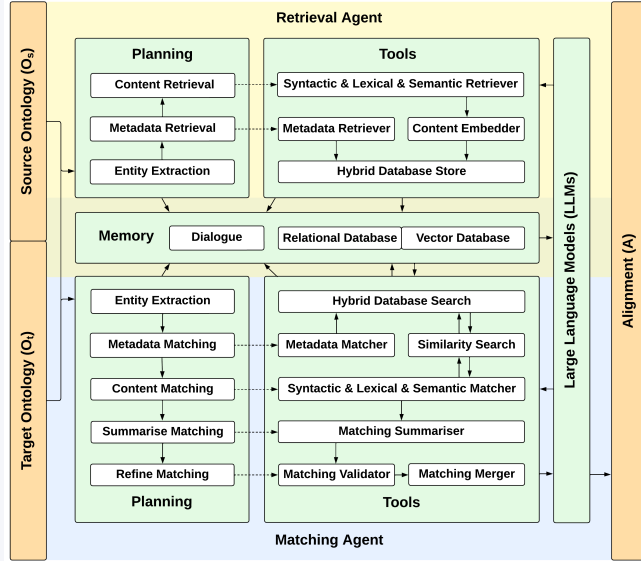 Retrieval Agent
Source Ontology (Oₛ)
Planning
Content Retrieval
Metadata Retrieval
Entity Extraction
Tools
Syntactic & Lexical & Semantic Retriever
Metadata Retriever
Content Embedder
Hybrid Database Store
Memory
Dialogue
Relational Database
Vector Database
Target Ontology (Oₜ)
Entity Extraction
Metadata Matching
Content Matching
Summarise Matching
Refine Matching
Planning
Hybrid Database Search
Metadata Matcher
Similarity Search
Syntactic & Lexical & Semantic Matcher
Matching Summariser
Matching Validator
Matching Merger
Tools
Matching Agent
Large Language Models (LLMs)
Alignment (A)